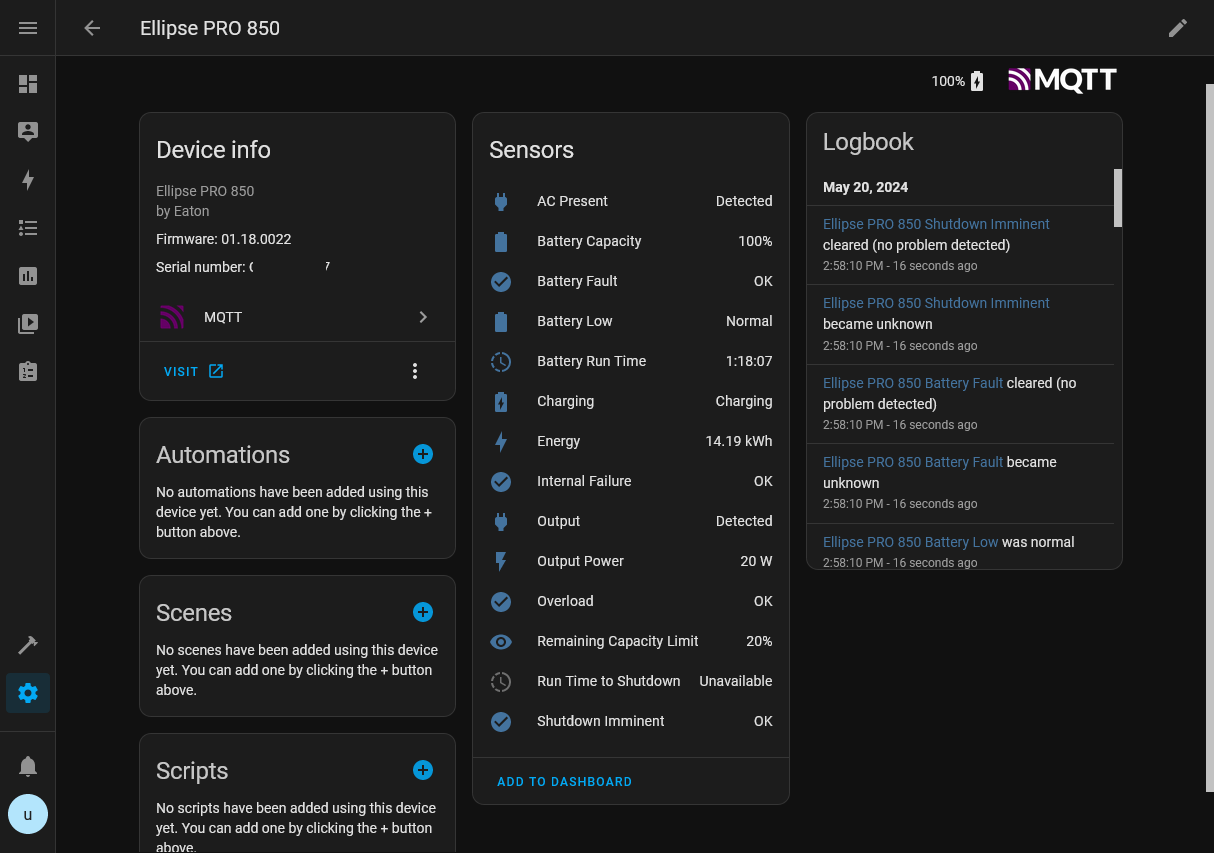 Ellipse PRO 850
100%
MQTT
Device info
Ellipse PRO 850
by Eaton
Firmware: 01.18.0022
Serial number:
MQTT
VISIT
Automations
No automations have been added using this
device yet. You can add one by clicking the +
button above.
Scenes
No scenes have been added using this device
yet. You can add one by clicking the + button
above.
Scripts
No scripts have been added using this device
yet. You can add one by clicking the + button
above.
Sensors
AC Present Detected
Battery Capacity 100%
Battery Fault OK
Battery Low Normal
Battery Run Time 1:18:07
Charging Charging
Energy 14.19 kWh
Internal Failure OK
Output Detected
Output Power 20 W
Overload OK
Remaining Capacity Limit 20%
Run Time to Shutdown Unavailable
Shutdown Imminent OK
ADD TO DASHBOARD
Logbook
May 20, 2024
Ellipse PRO 850 Shutdown Imminent
cleared (no problem detected)
2:58:10 PM - 16 seconds ago
Ellipse PRO 850 Shutdown Imminent
became unknown
2:58:10 PM - 16 seconds ago
Ellipse PRO 850 Battery Fault cleared (no
problem detected)
2:58:10 PM - 16 seconds ago
Ellipse PRO 850 Battery Fault became
unknown
2:58:10 PM - 16 seconds ago
Ellipse PRO 850 Battery Low was normal
2:58:10 PM - 16 seconds ago
u